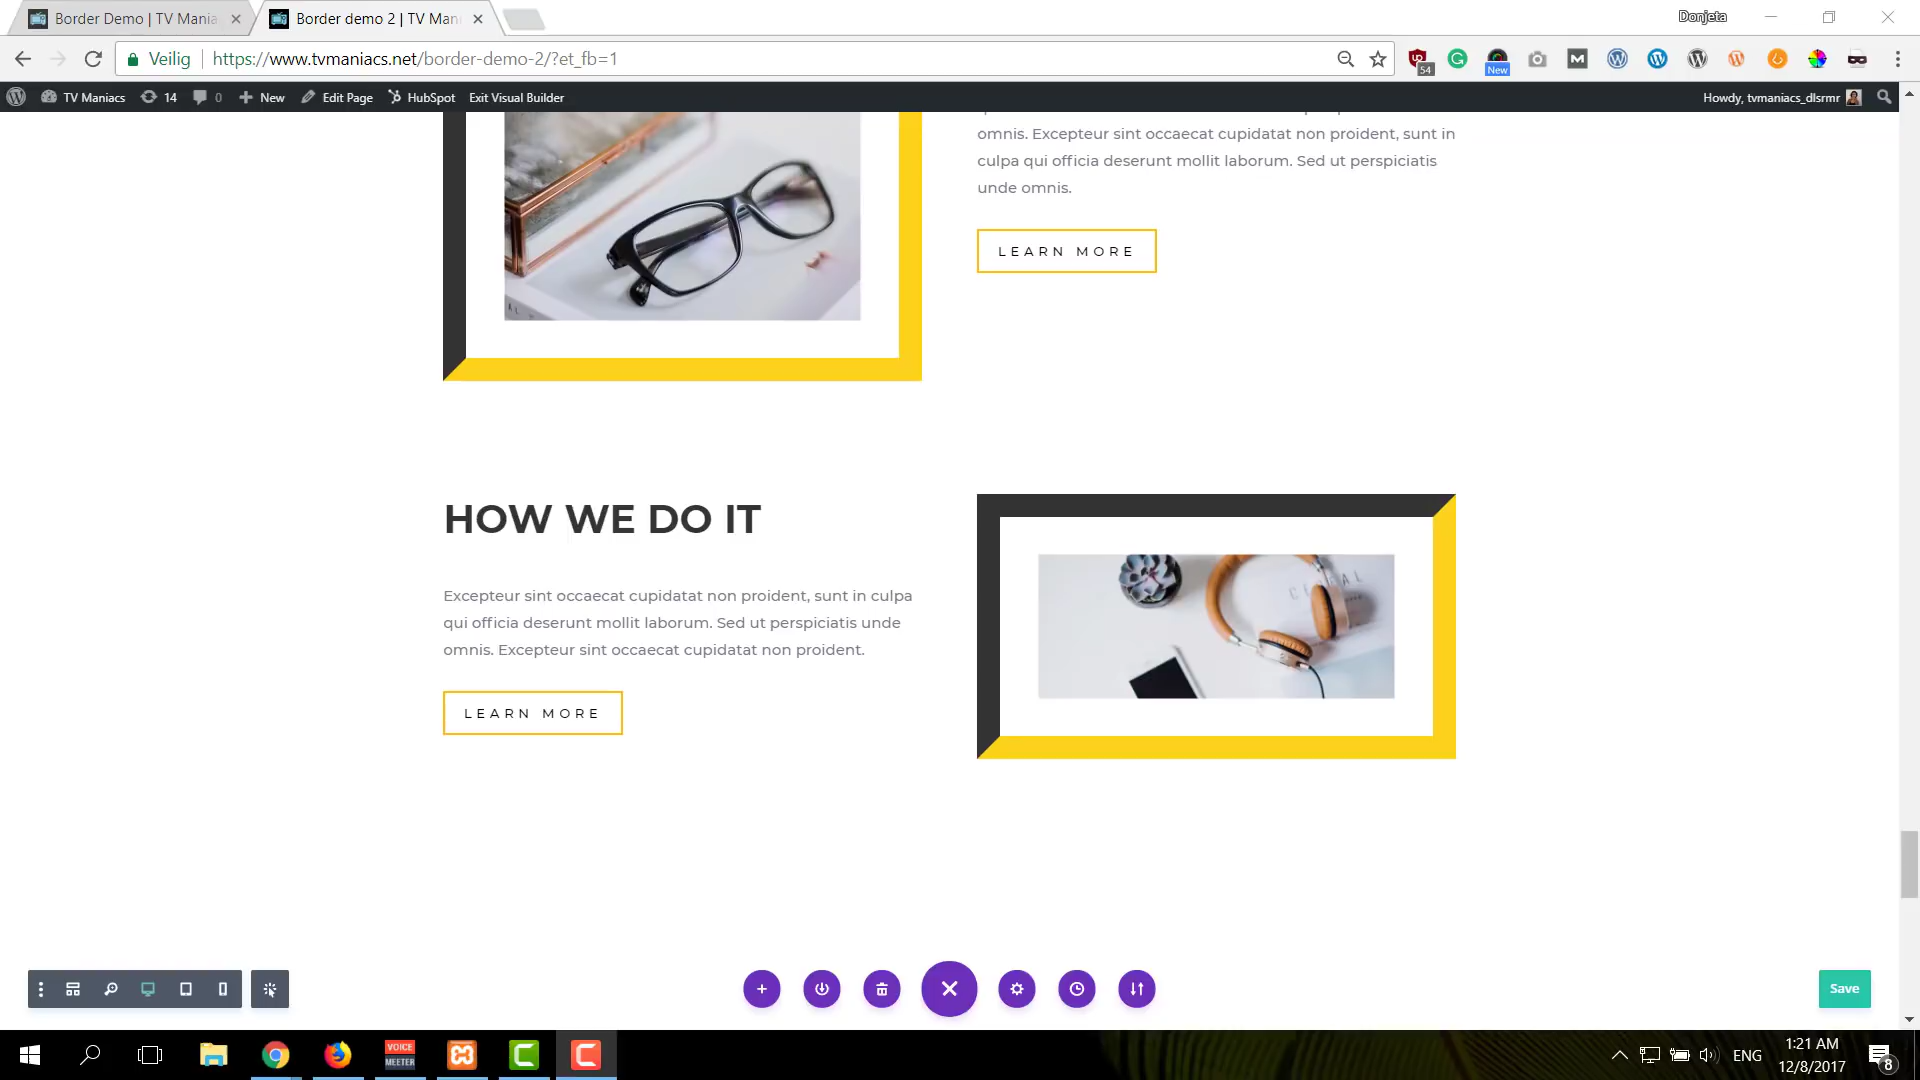 Border Demo | TV Mania
Border demo 2 | TV Man
Donjeta
Veilig
https://www.tvmaniacs.net/border-demo-2/?et_fb=1
54
New
TV Maniacs
14
0
New
Edit Page
HubSpot
Exit Visual Builder
Howdy, tvmaniacs_dlsrmr
omnis. Excepteur sint occaecat cupidatat non proident, sunt in
culpa qui officia deserunt mollit laborum. Sed ut perspiciatis
unde omnis.
LEARN MORE
HOW WE DO IT
Excepteur sint occaecat cupidatat non proident, sunt in culpa
qui officia deserunt mollit laborum. Sed ut perspiciatis unde
omnis. Excepteur sint occaecat cupidatat non proident.
LEARN MORE
Save
VOICE
MEETER
ENG
1:21 AM
12/8/2017
8